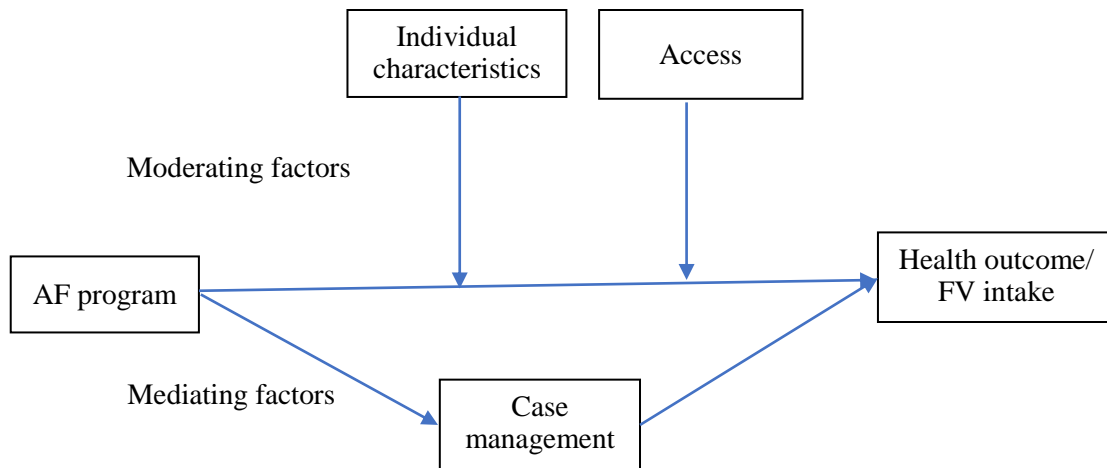 Individual
characteristics
Access
Moderating factors
AF program
Health outcome/
FV intake
Mediating factors
Case
management